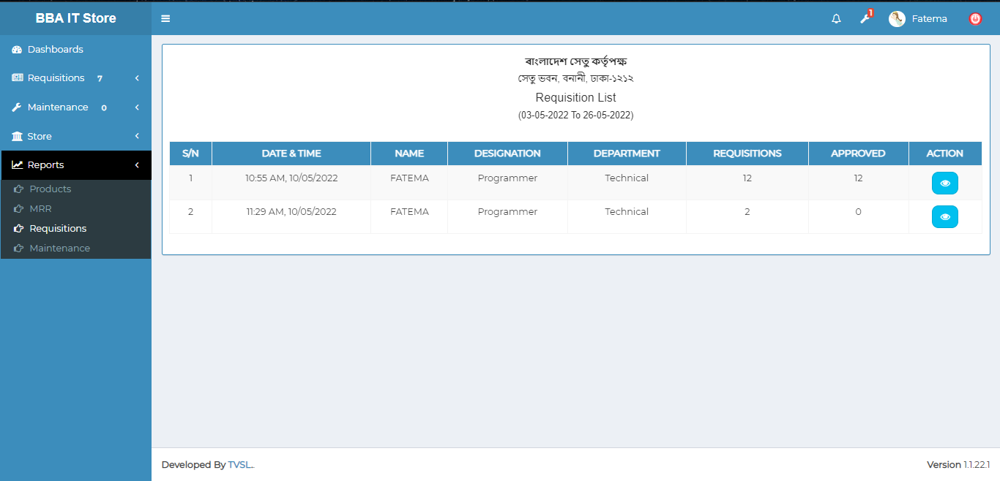 BBA IT Store
1
Fatema
Dashboards
Requisitions 7
Maintenance 0
Store
Reports
Products
MRR
Requisitions
Maintenance
বাংলাদেশ সেতু কর্তৃপক্ষ
সেতু ভবন, বনানী, ঢাকা-১২১২
Requisition List
(03-05-2022 To 26-05-2022)
S/N DATE & TIME NAME DESIGNATION DEPARTMENT REQUISITIONS APPROVED ACTION
1 10:55 AM, 10/05/2022 FATEMA Programmer Technical 12 12
2 11:29 AM, 10/05/2022 FATEMA Programmer Technical 2 0
Developed By TVSL.. Version 1.1.22.1